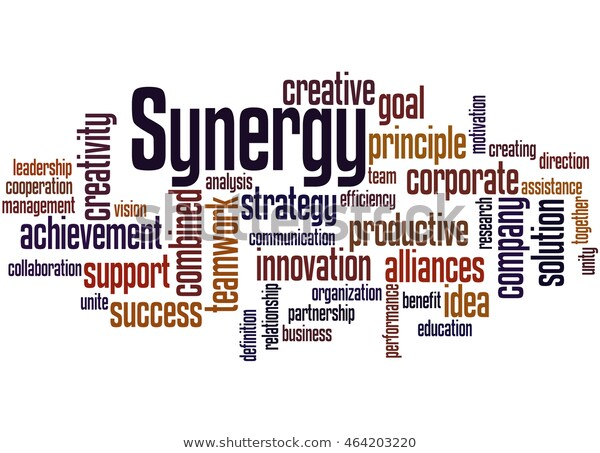 Synergy
creative
goal
motivation
creativity
principle
creating
direction
leadership
cooperation
management
analysis
team
corporate
assistance
vision
combined
teamwork
strategy
efficiency
research
company
solution
together
unity
achievement
communication
productive
collaboration
support
innovation
alliances
unite
success
organization
performance
benefit
idea
relationship
partnership
definition
business
education
shutterstock
shutterstock
www.shutterstock.com · 464203220